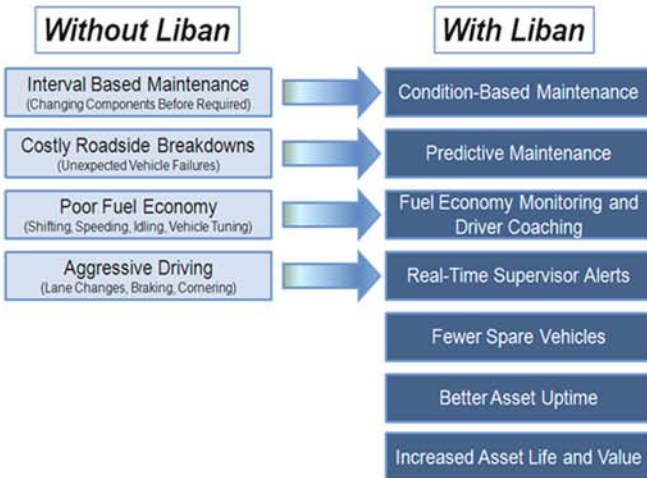 Without Liban
With Liban
Interval Based Maintenance
(Changing Components Before Required)
Condition-Based Maintenance
Costly Roadside Breakdowns
(Unexpected Vehicle Failures)
Predictive Maintenance
Poor Fuel Economy
(Shifting, Speeding, Idling, Vehicle Tuning)
Fuel Economy Monitoring and
Driver Coaching
Aggressive Driving
(Lane Changes, Braking, Cornering)
Real-Time Supervisor Alerts
Fewer Spare Vehicles
Better Asset Uptime
Increased Asset Life and Value